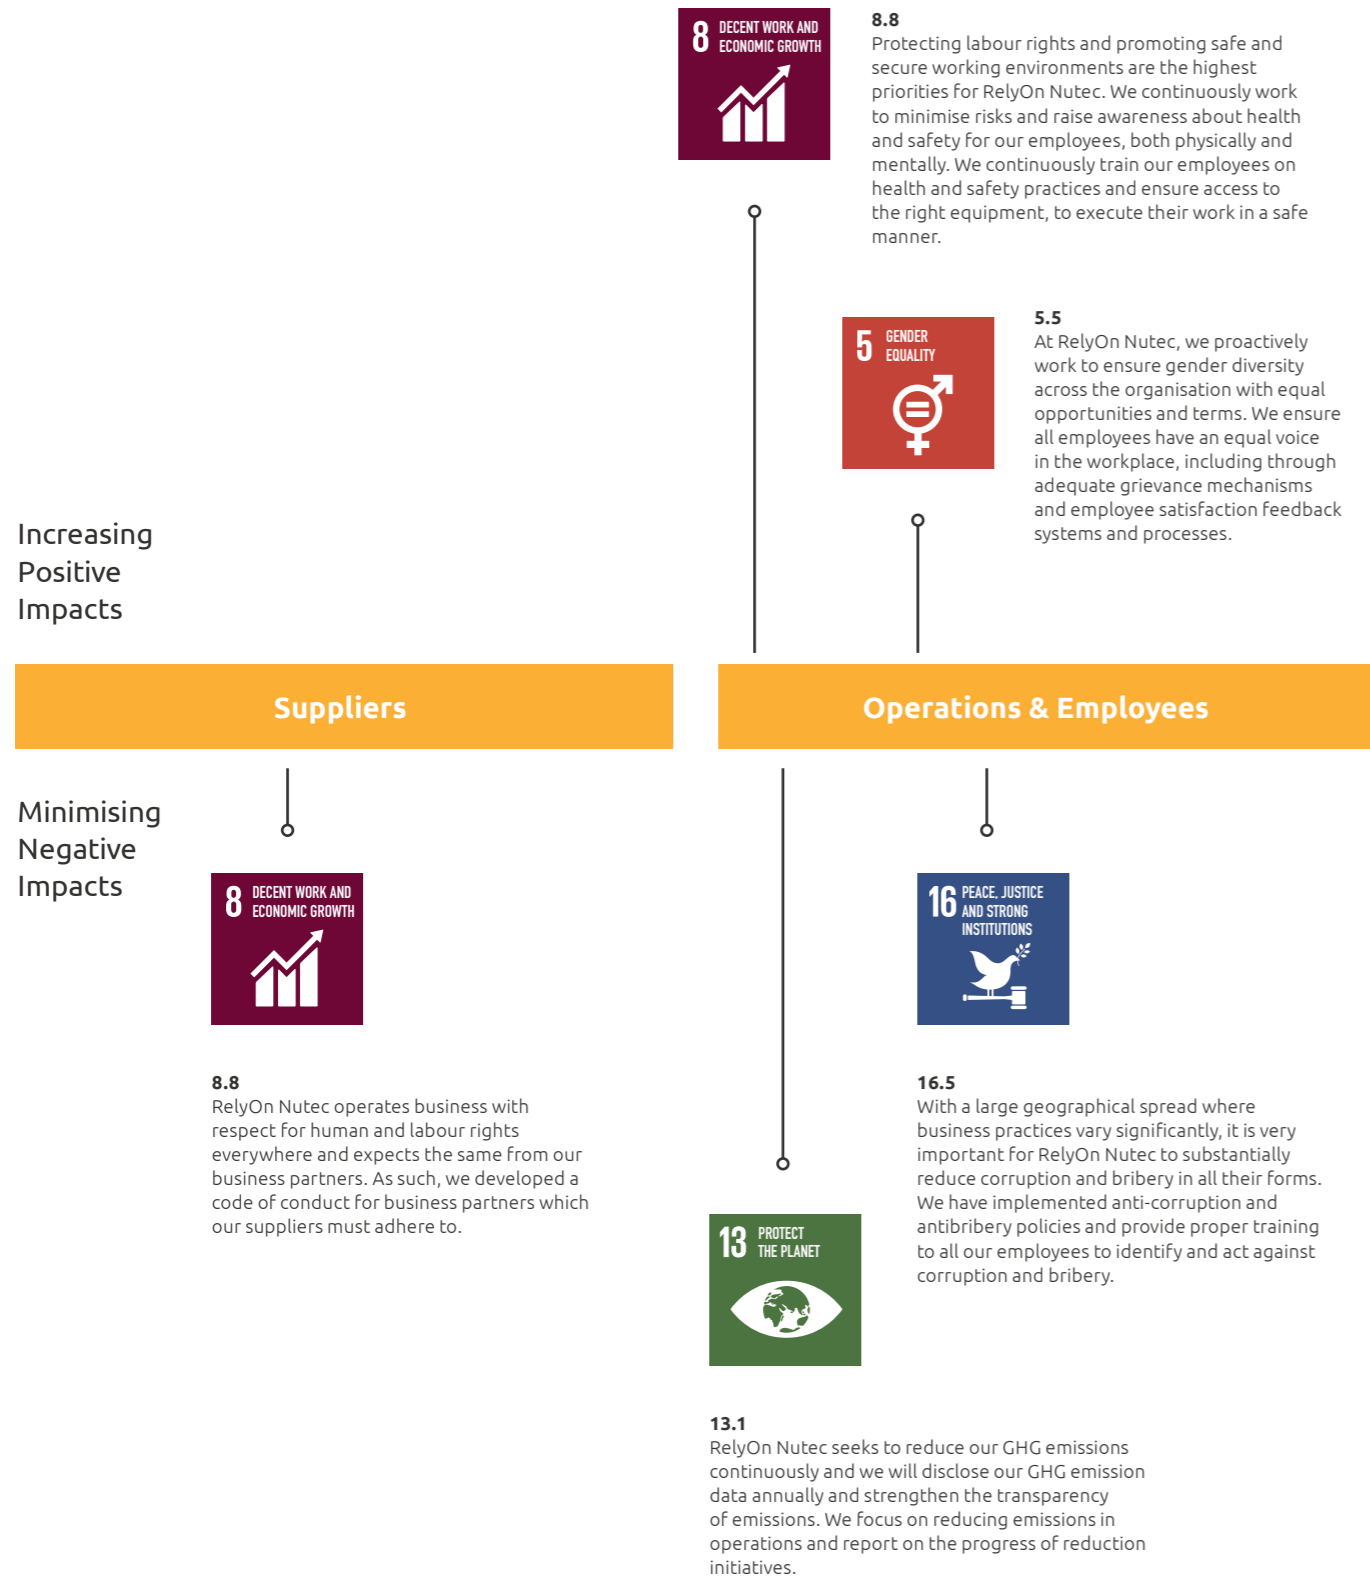 8 DECENT WORK AND
ECONOMIC GROWTH
8.8
Protecting labour rights and promoting safe and
secure working environments are the highest
priorities for RelyOn Nutec. We continuously work
to minimise risks and raise awareness about health
and safety for our employees, both physically and
mentally. We continuously train our employees on
health and safety practices and ensure access to
the right equipment, to execute their work in a safe
manner.
5 GENDER
EQUALITY
5.5
At RelyOn Nutec, we proactively
work to ensure gender diversity
across the organisation with equal
opportunities and terms. We ensure
all employees have an equal voice
in the workplace, including through
adequate grievance mechanisms
and employee satisfaction feedback
systems and processes.
Increasing
Positive
Impacts
Suppliers
Operations & Employees
Minimising
Negative
Impacts
8 DECENT WORK AND
ECONOMIC GROWTH
8.8
RelyOn Nutec operates business with
respect for human and labour rights
everywhere and expects the same from our
business partners. As such, we developed a
code of conduct for business partners which
our suppliers must adhere to.
16 PEACE, JUSTICE
AND STRONG
INSTITUTIONS
16.5
With a large geographical spread where
business practices vary significantly, it is very
important for RelyOn Nutec to substantially
reduce corruption and bribery in all their forms.
We have implemented anti-corruption and
antibribery policies and provide proper training
to all our employees to identify and act against
corruption and bribery.
13 PROTECT
THE PLANET
13.1
RelyOn Nutec seeks to reduce our GHG emissions
continuously and we will disclose our GHG emission
data annually and strengthen the transparency
of emissions. We focus on reducing emissions in
operations and report on the progress of reduction
initiatives.